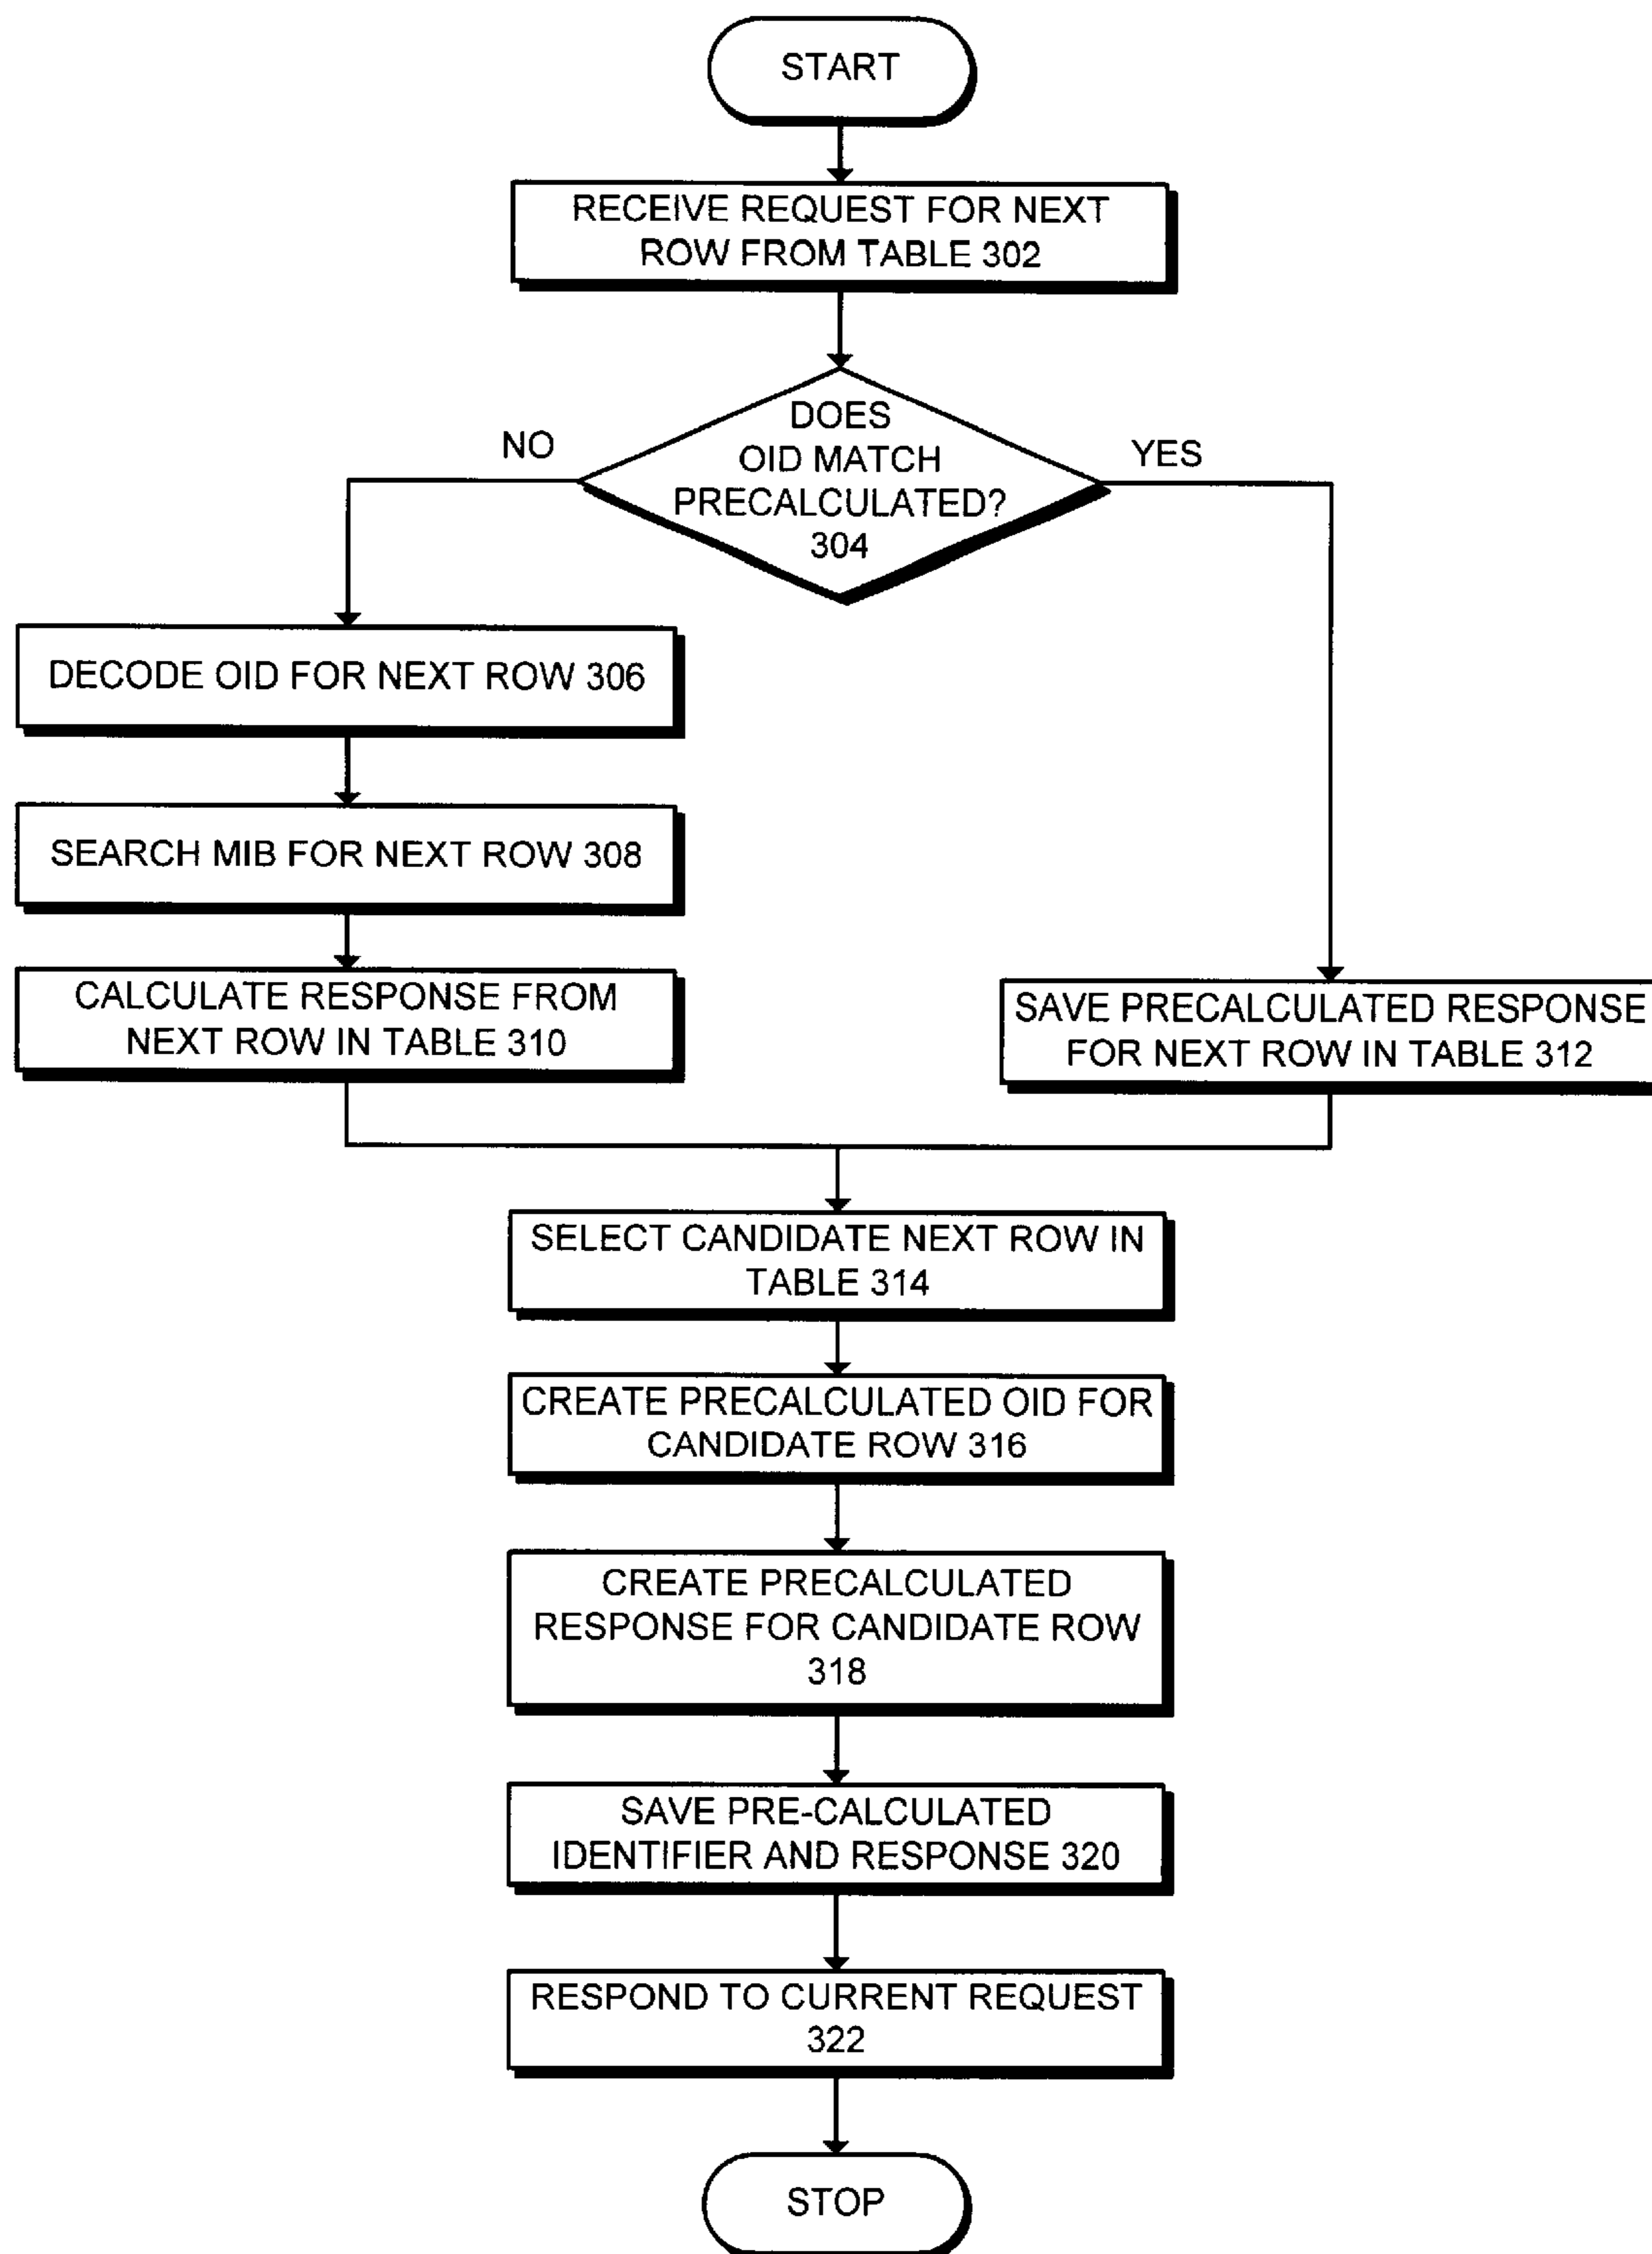 START
RECEIVE REQUEST FOR NEXT
ROW FROM TABLE 302
DOES
OID MATCH
PRECALCULATED?
304
NO
YES
DECODE OID FOR NEXT ROW 306
SEARCH MIB FOR NEXT ROW 308
CALCULATE RESPONSE FROM
NEXT ROW IN TABLE 310
SAVE PRECALCULATED RESPONSE
FOR NEXT ROW IN TABLE 312
SELECT CANDIDATE NEXT ROW IN
TABLE 314
CREATE PRECALCULATED OID FOR
CANDIDATE ROW 316
CREATE PRECALCULATED
RESPONSE FOR CANDIDATE ROW
318
SAVE PRE-CALCULATED
IDENTIFIER AND RESPONSE 320
RESPOND TO CURRENT REQUEST
322
STOP